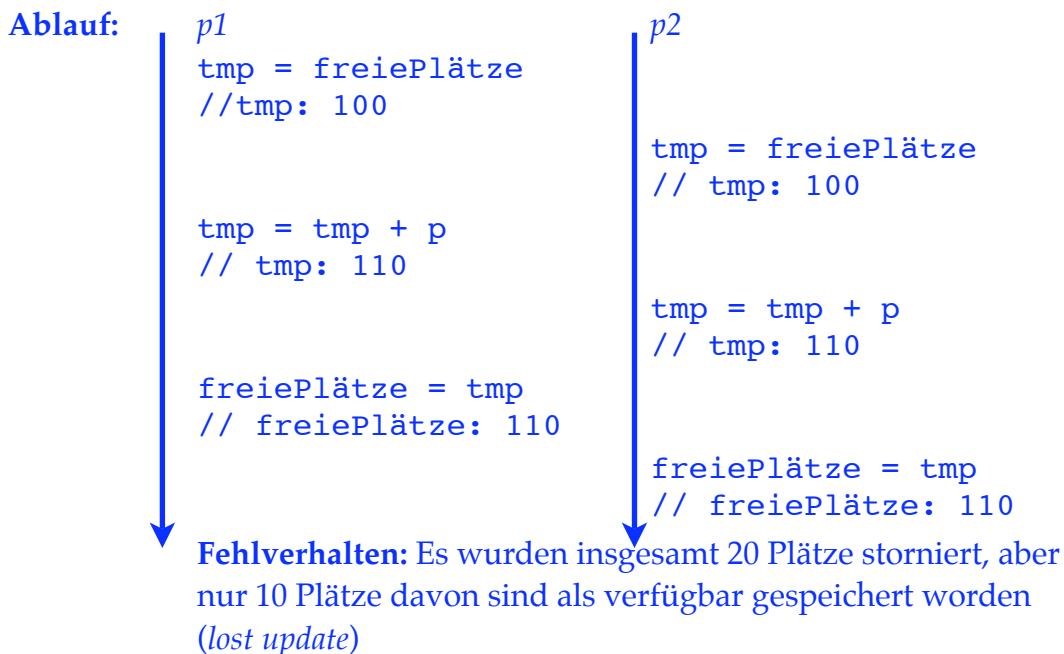 Ablauf: p1 p2
tmp = freiePlätze
//tmp: 100
tmp = freiePlätze
// tmp: 100
tmp = tmp + p
// tmp: 110
tmp = tmp + p
// tmp: 110
freiePlätze = tmp
// freiePlätze: 110
freiePlätze = tmp
// freiePlätze: 110
Fehlverhalten: Es wurden insgesamt 20 Plätze storniert, aber
nur 10 Plätze davon sind als verfügbar gespeichert worden
(lost update)